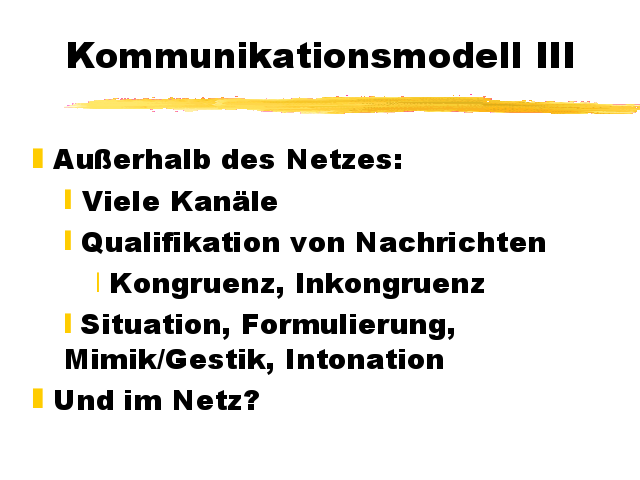 Kommunikationsmodell III
Außerhalb des Netzes:
Viele Kanäle
Qualifikation von Nachrichten
Kongruenz, Inkongruenz
Situation, Formulierung,
Mimik/Gestik, Intonation
Und im Netz?